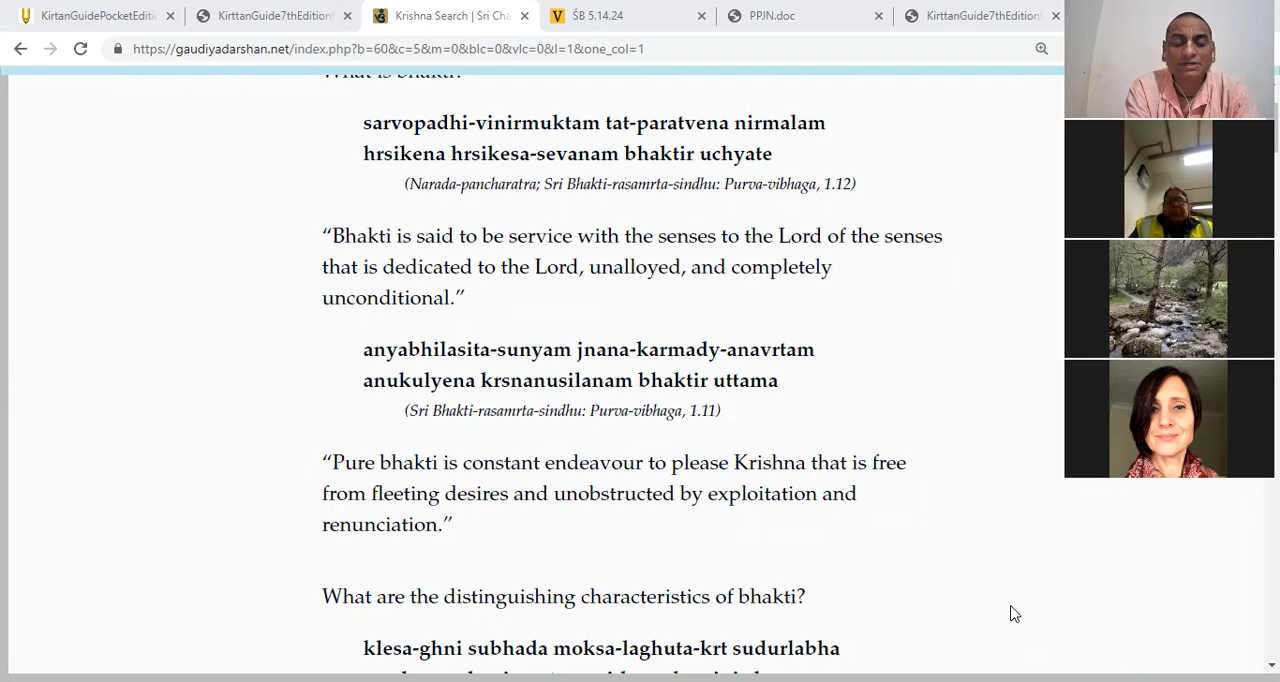 KirtanGuidePocketEditi
KirttanGuide7thEdition
Krishna Search | Sri Cha
ŚB 5.14.24
PPJN.doc
KirttanGuide7thEdition
https://gaudiyadarshan.net/index.php?b=60&c=5&m=0&blc=0&vlc=0&l=1&one_col=1
What is bhakti?
sarvopadhi-vinirmuktam tat-paratvena nirmalam
hrsikena hrsikesa-sevanam bhaktir uchyate
(Narada-pancharatra; Sri Bhakti-rasamrta-sindhu: Purva-vibhaga, 1.12)
“Bhakti is said to be service with the senses to the Lord of the senses
that is dedicated to the Lord, unalloyed, and completely
unconditional.”
anyabhilasita-sunyam jnana-karmady-anavrtam
anukulyena krsnanusilanam bhaktir uttama
(Sri Bhakti-rasamrta-sindhu: Purva-vibhaga, 1.11)
“Pure bhakti is constant endeavour to please Krishna that is free
from fleeting desires and unobstructed by exploitation and
renunciation.”
What are the distinguishing characteristics of bhakti?
klesa-ghni subhada moksa-laghuta-krt sudurlabha